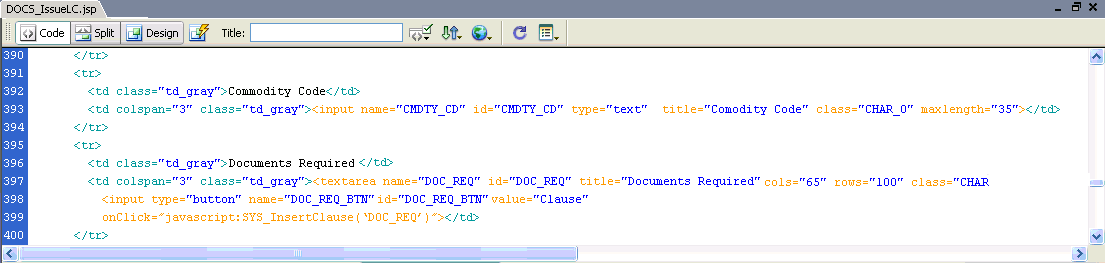 DOCS_IssueLC.jsp
Code Split Design Title:
390 </tr>
391 <tr>
392 <td class="td_gray">Commodity Code</td>
393 <td colspan="3" class="td_gray"><input name="CMDTY_CD" id="CMDTY_CD" type="text" title="Comodity Code" class="CHAR_O" maxlength="35"></td>
394 </tr>
395 <tr>
396 <td class="td_gray">Documents Required </td>
397 <td colspan="3" class="td_gray"><textarea name="DOC_REQ" id="DOC_REQ" title="Documents Required" cols="65" rows="100" class="CHAR
398 <input type="button" name="DOC_REQ_BTN" id="DOC_REQ_BTN" value="Clause"
399 onClick="javascript:SYS_InsertClause('DOC_REQ')"></td>
400 </tr>